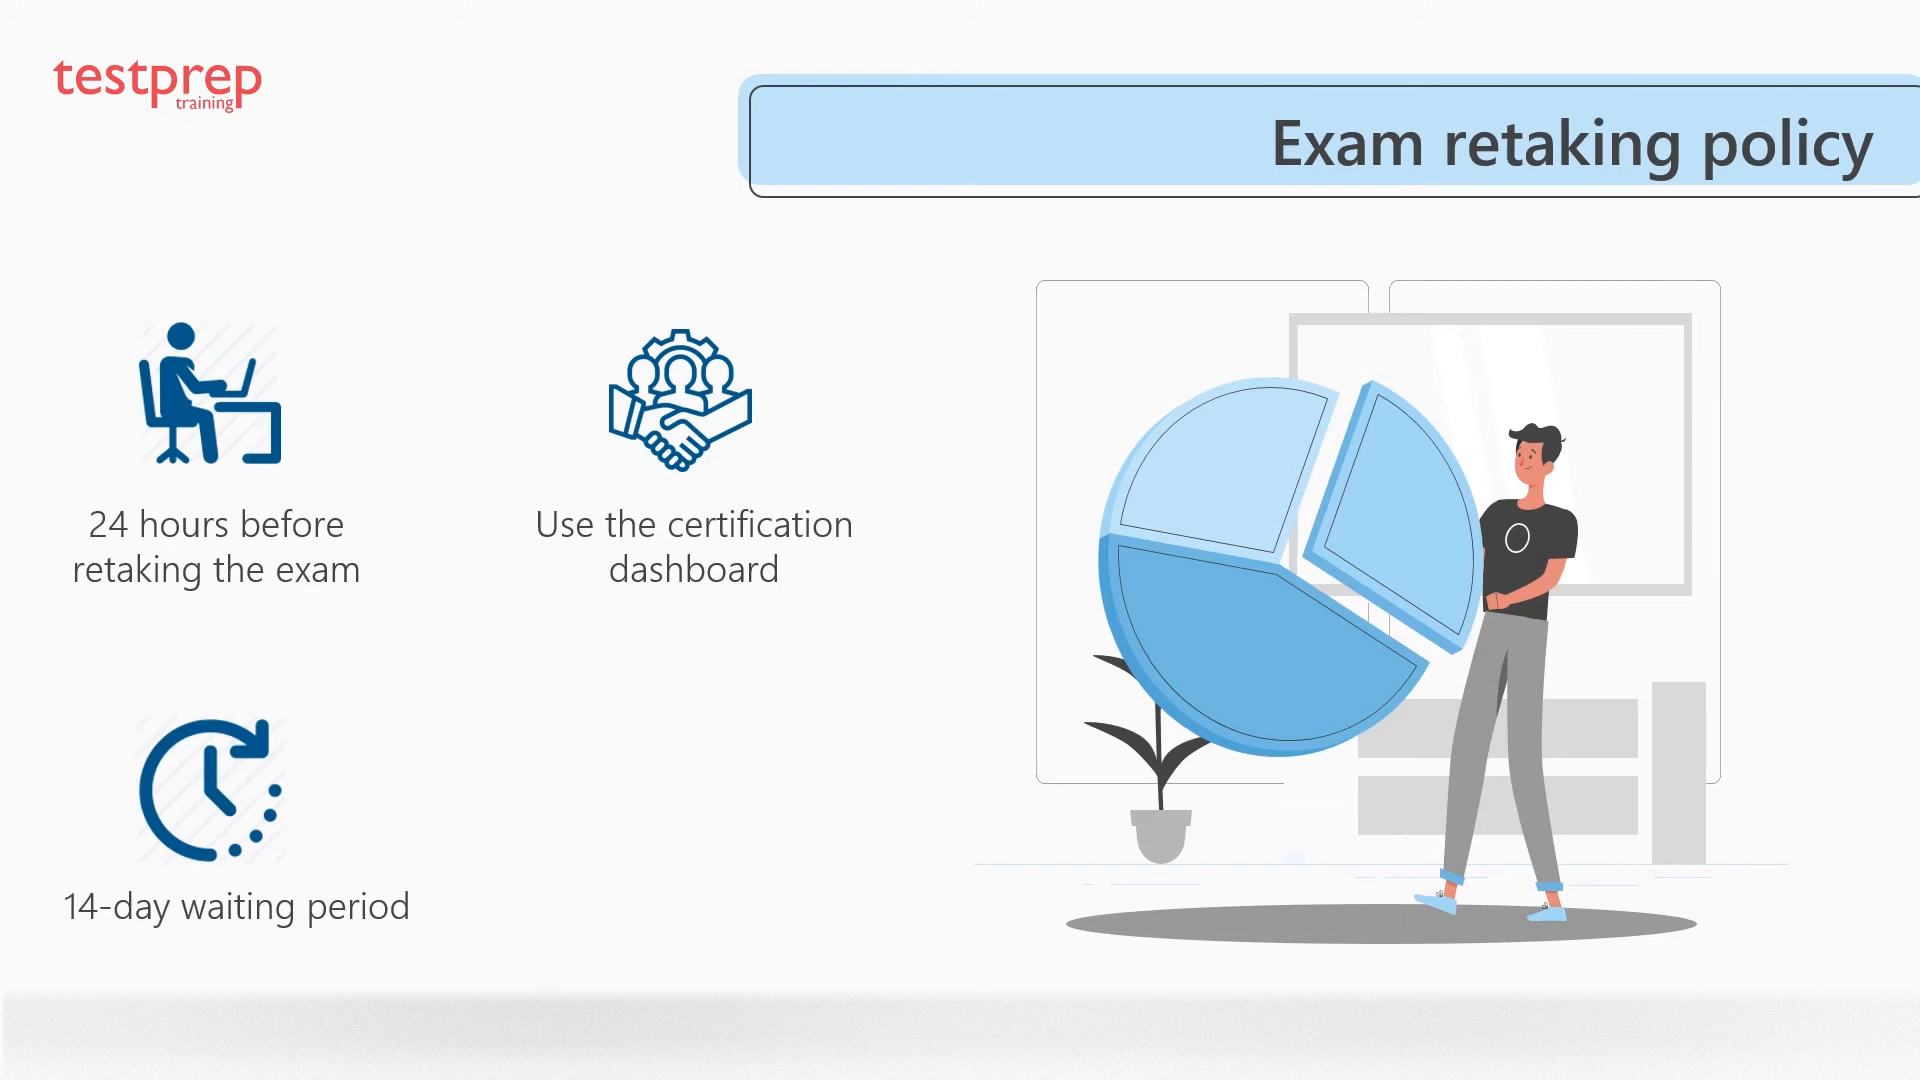 testprep
training
Exam retaking policy
24 hours before
retaking the exam
Use the certification
dashboard
14-day waiting period